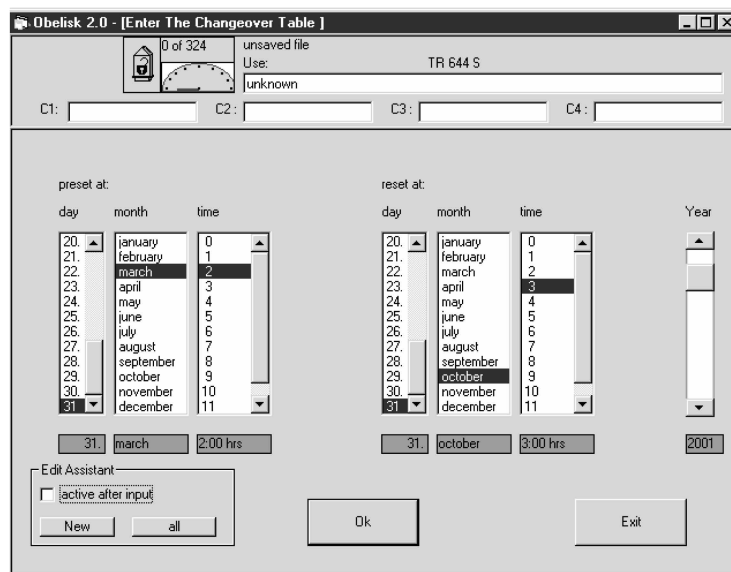 Obelisk 2.0 - [Enter The Changeover Table ]
0 of 324
unsaved file
Use: TR 644 S
unknown
C1: C2 : C3 : C4 :
preset at: reset at:
day month time day month time Year
20. january 0 20. january 0
21. february 1 21. february 1
22. march 2 22. march 2
23. april 3 23. april 3
24. may 4 24. may 4
25. june 5 25. june 5
26. july 6 26. july 6
27. august 7 27. august 7
28. september 8 28. september 8
29. october 9 29. october 9
30. november 10 30. november 10
31 december 11 31 december 11
31. march 2:00 hrs 31. october 3:00 hrs 2001
Edit Assistant
active after input
New all Ok Exit